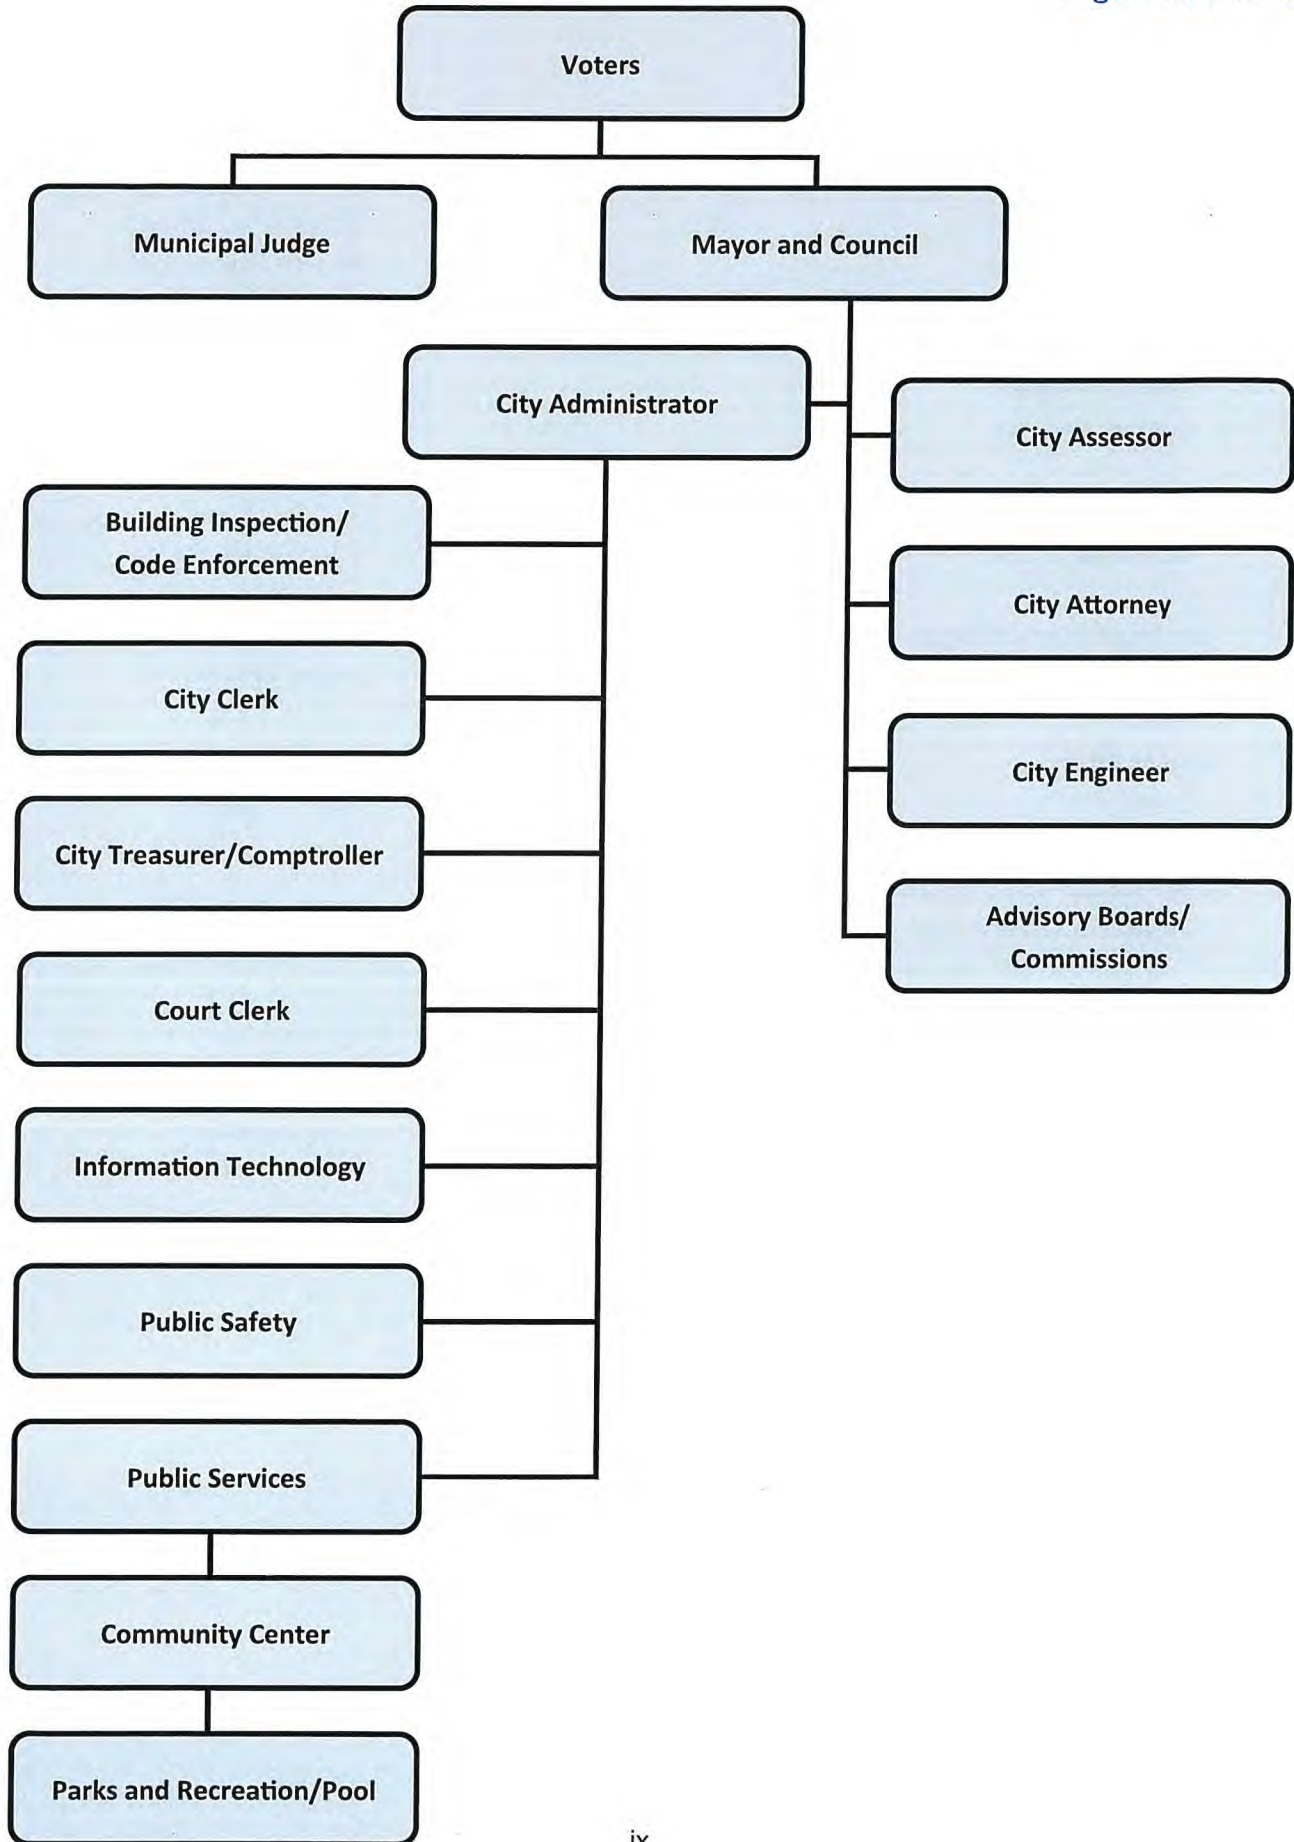 Voters
Municipal Judge
Mayor and Council
City Administrator
City Assessor
Building Inspection/
Code Enforcement
City Attorney
City Clerk
City Engineer
City Treasurer/Comptroller
Advisory Boards/
Commissions
Court Clerk
Information Technology
Public Safety
Public Services
Community Center
Parks and Recreation/Pool
ix